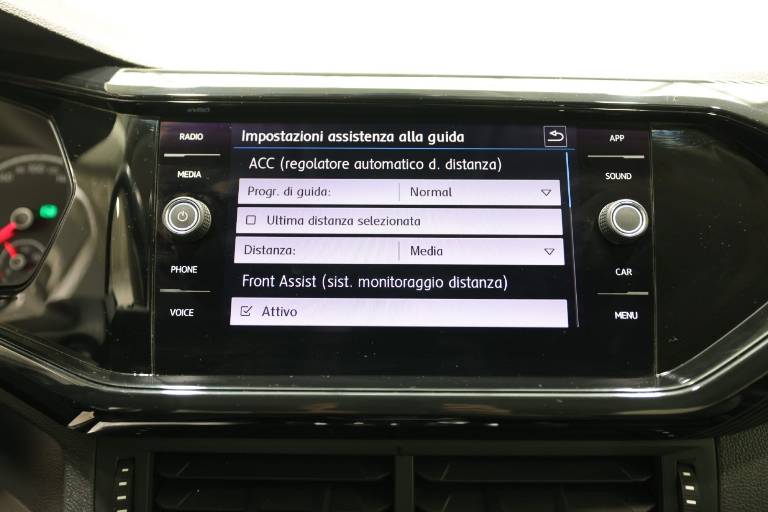 RADIO
MEDIA
PHONE
VOICE
Impostazioni assistenza alla guida
ACC (regolatore automatico d. distanza)
Progr. di guida: Normal
Ultima distanza selezionata
Distanza: Media
Front Assist (sist. monitoraggio distanza)
Attivo
APP
SOUND
CAR
MENU